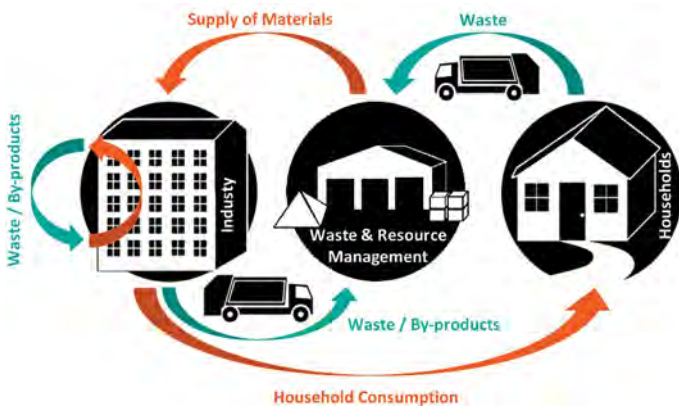 Supply of Materials
Waste
Waste / By-products
Industy
Waste & Resource
Management
Households
Waste / By-products
Household Consumption